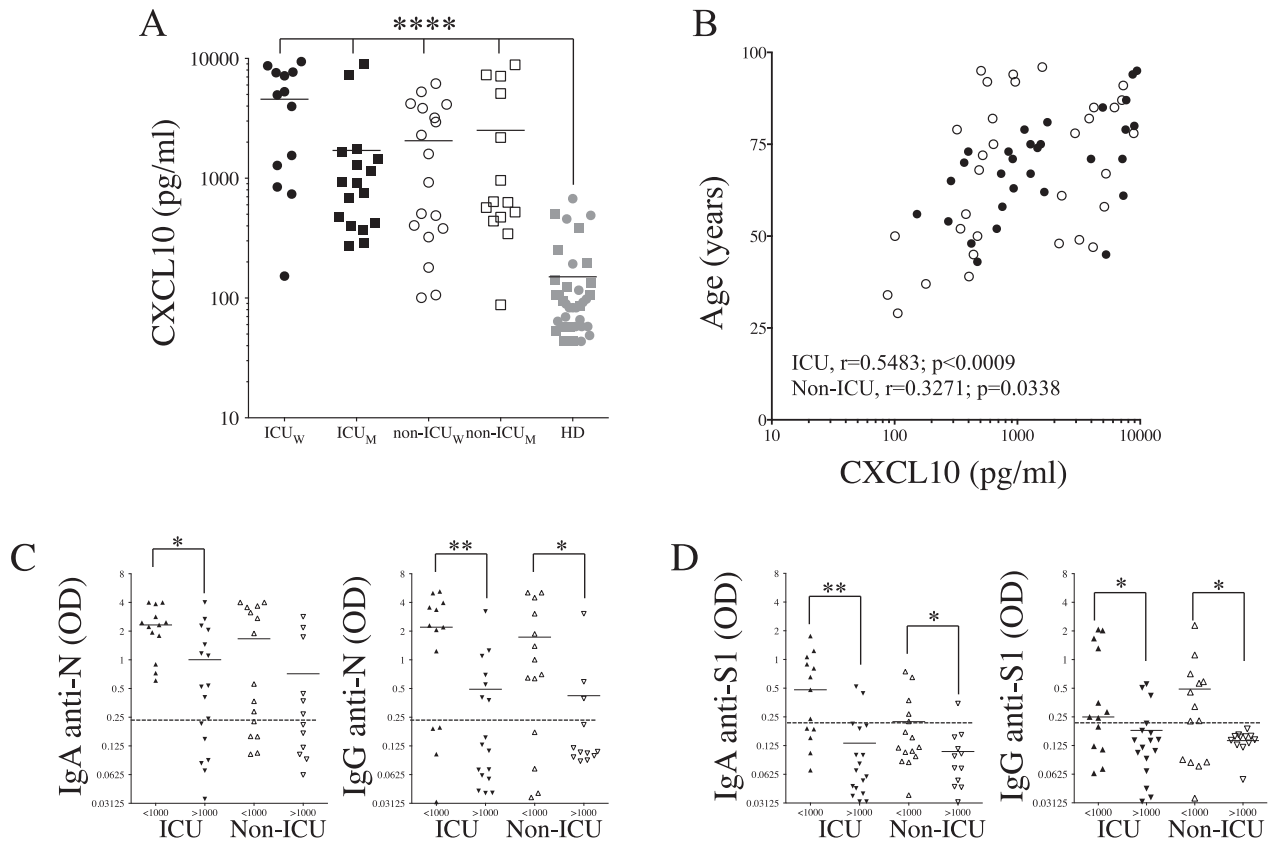 A
****
CXCL10 (pg/ml)
10000
1000
100
10
ICU_W ICU_M non-ICU_W non-ICU_M HD
B
Age (years)
100
75
50
25
0
ICU, r=0.5483; p<0.0009
Non-ICU, r=0.3271; p=0.0338
10 100 1000 10000
CXCL10 (pg/ml)
C
IgA anti-N (OD)
*
8
4
2
1
0.5
0.25
0.125
0.0625
0.03125
<1000 >1000 <1000 >1000
ICU Non-ICU
IgG anti-N (OD)
** *
8
4
2
1
0.5
0.25
0.125
0.0625
0.03125
<1000 >1000 <1000 >1000
ICU Non-ICU
D
IgA anti-S1 (OD)
** *
8
4
2
1
0.5
0.25
0.125
0.0625
0.03125
<1000 >1000 <1000 >1000
ICU Non-ICU
IgG anti-S1 (OD)
* *
8
4
2
1
0.5
0.25
0.125
0.0625
0.03125
<1000 >1000 <1000 >1000
ICU Non-ICU